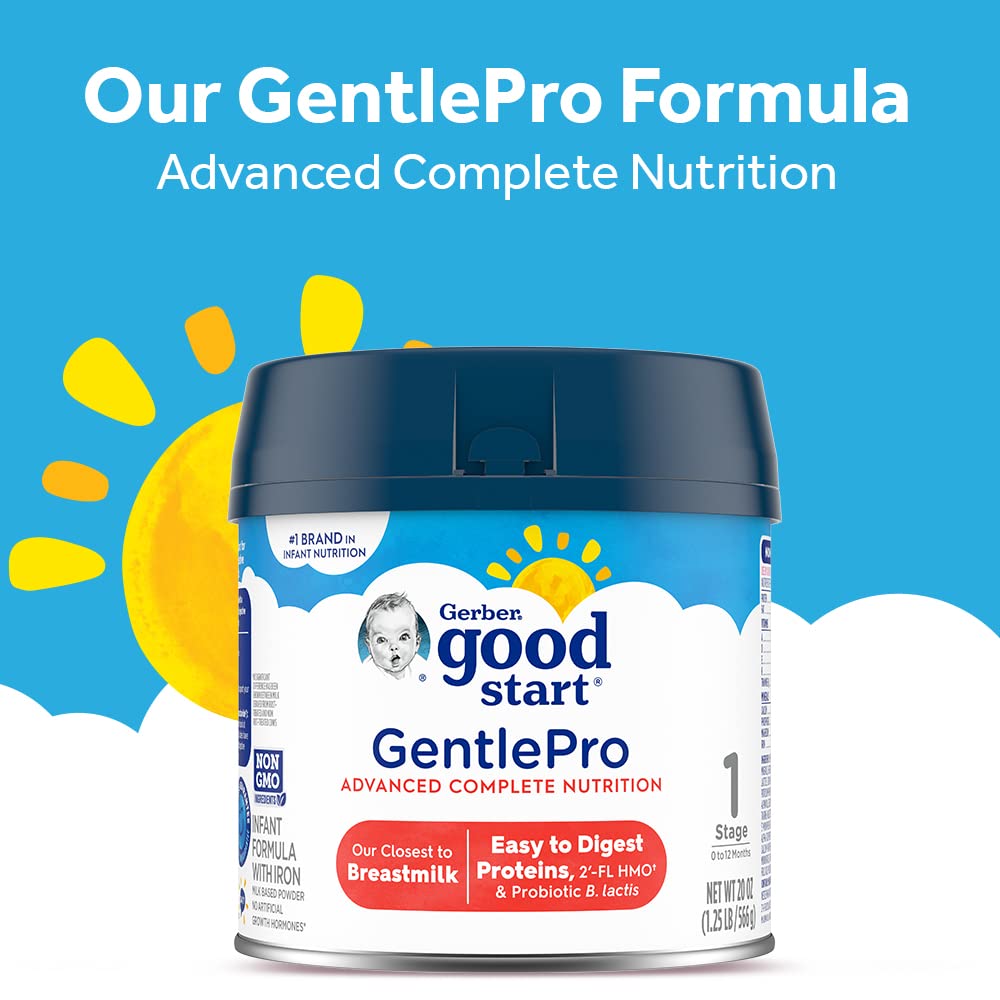 Our GentlePro Formula
Advanced Complete Nutrition
#1 BRAND IN
INFANT NUTRITION
Gerber®
good
start®
GentlePro
ADVANCED COMPLETE NUTRITION
Our Closest to
Breastmilk
Easy to Digest
Proteins, 2'-FL HMO†
& Probiotic B. lactis
1
Stage
0 to 12 Months
NET WT 20 OZ
(1.25 LB / 566g)
NON
GMO
INGREDIENTS
INFANT
FORMULA
WITH IRON
MILK BASED POWDER
NO ARTIFICIAL
GROWTH HORMONES*